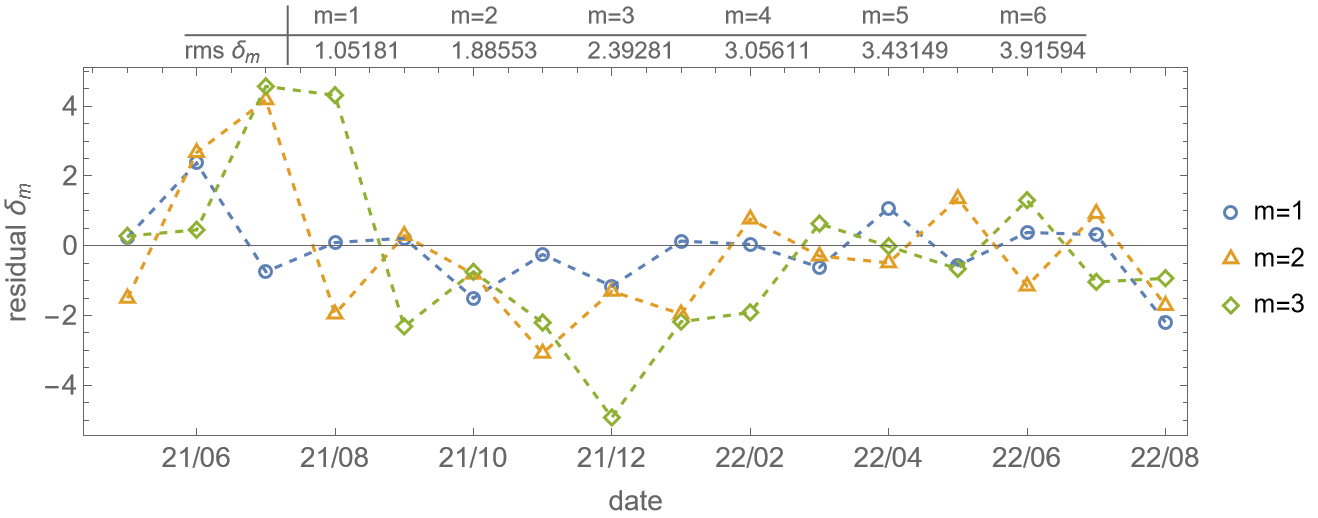 m=1 m=2 m=3 m=4 m=5 m=6
rms δm 1.05181 1.88553 2.39281 3.05611 3.43149 3.91594
residual δm
4
2
0
−2
−4
21/06 21/08 21/10 21/12 22/02 22/04 22/06 22/08
date
m=1
m=2
m=3